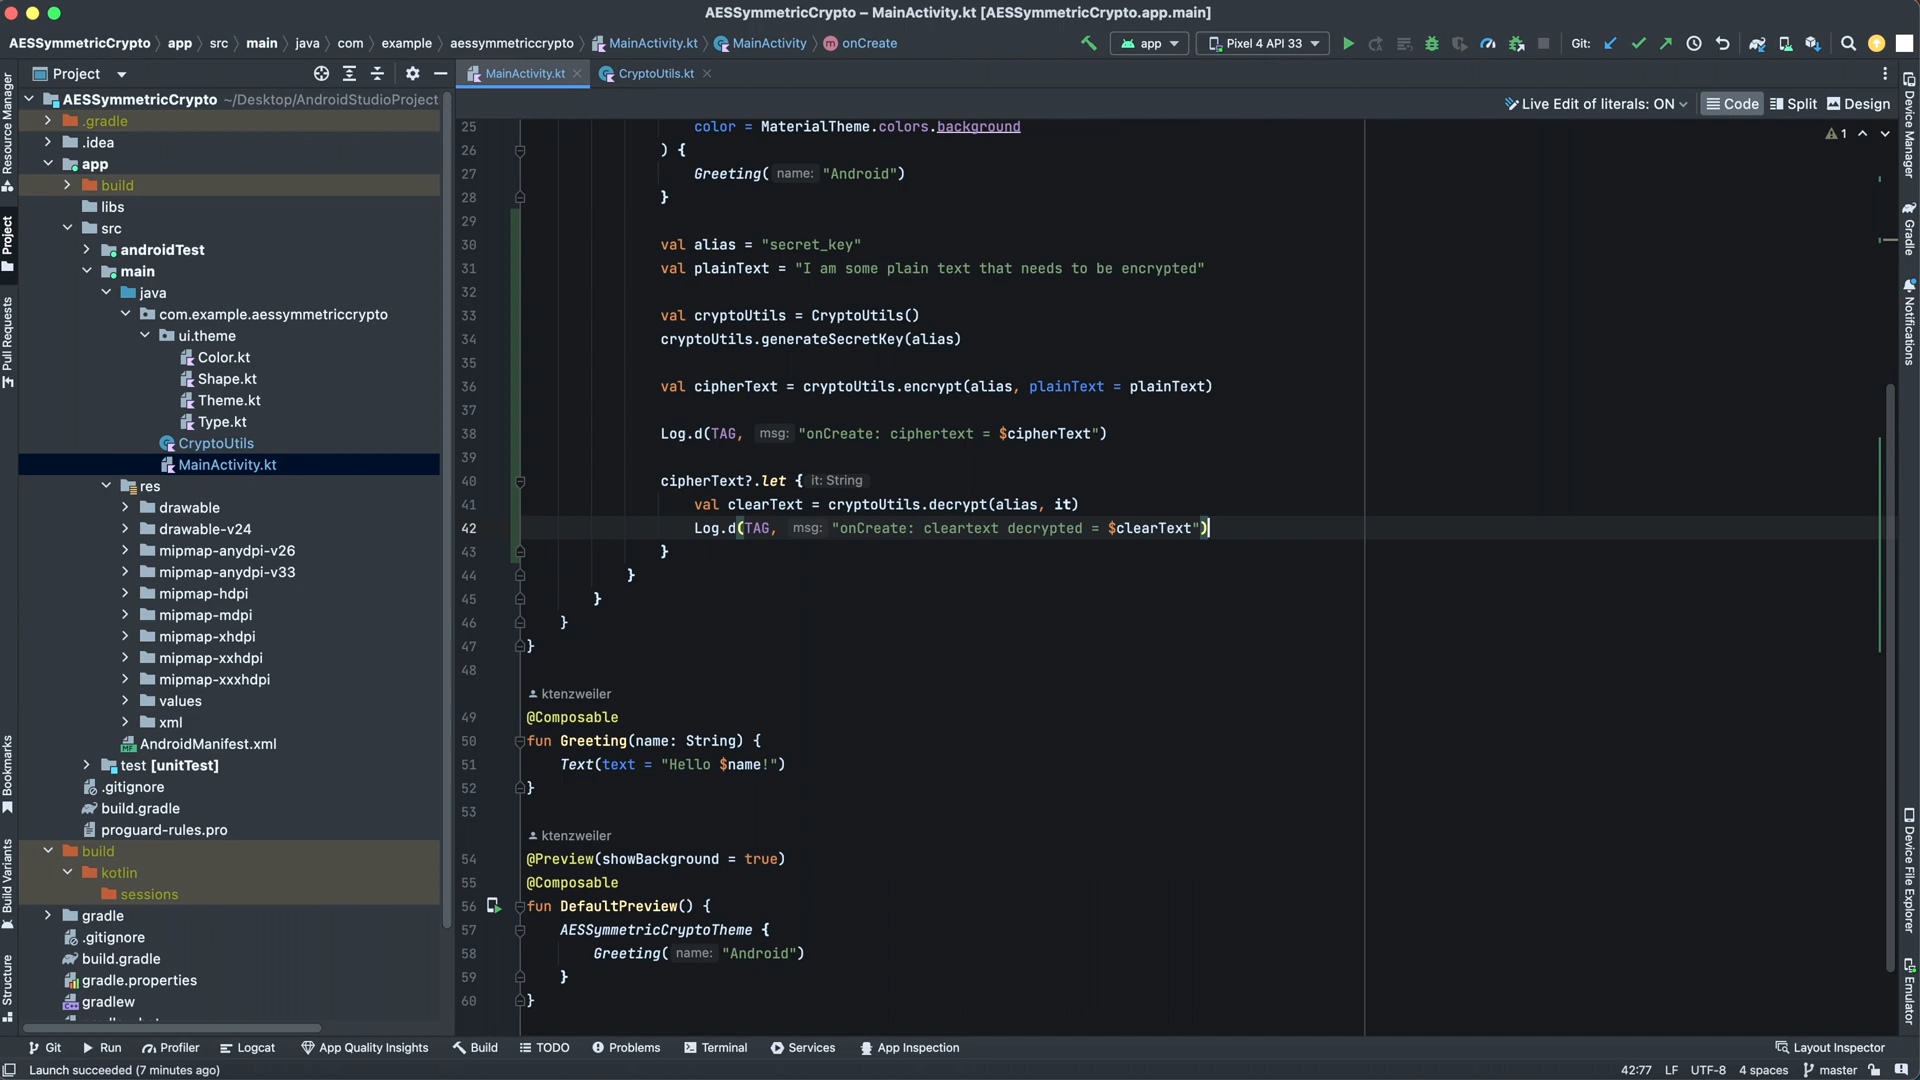 AESSymmetricCrypto – MainActivity.kt [AESSymmetricCrypto.app.main]
AESSymmetricCrypto app src main java com example aessymmetriccrypto MainActivity.kt MainActivity onCreate
app Pixel 4 API 33 Git:
Project
MainActivity.kt CryptoUtils.kt
Live Edit of literals: ON Code Split Design
Resource Manager
Project
Pull Requests
Bookmarks
Build Variants
Structure
AESSymmetricCrypto ~/Desktop/AndroidStudioProject
.gradle
.idea
app
build
libs
src
androidTest
main
java
com.example.aessymmetriccrypto
ui.theme
Color.kt
Shape.kt
Theme.kt
Type.kt
CryptoUtils
MainActivity.kt
res
drawable
drawable-v24
mipmap-anydpi-v26
mipmap-anydpi-v33
mipmap-hdpi
mipmap-mdpi
mipmap-xhdpi
mipmap-xxhdpi
mipmap-xxxhdpi
values
xml
AndroidManifest.xml
test [unitTest]
.gitignore
build.gradle
proguard-rules.pro
build
kotlin
sessions
gradle
.gitignore
build.gradle
gradle.properties
gradlew
1
25 color = MaterialTheme.colors.background
26 ) {
27 Greeting( name: "Android")
28 }
29
30 val alias = "secret_key"
31 val plainText = "I am some plain text that needs to be encrypted"
32
33 val cryptoUtils = CryptoUtils()
34 cryptoUtils.generateSecretKey(alias)
35
36 val cipherText = cryptoUtils.encrypt(alias, plainText = plainText)
37
38 Log.d(TAG, msg: "onCreate: ciphertext = $cipherText")
39
40 cipherText?.let { it: String
41 val clearText = cryptoUtils.decrypt(alias, it)
42 Log.d(TAG, msg: "onCreate: cleartext decrypted = $clearText")
43 }
44 }
45 }
46 }
47 }
48
ktenzweiler
49 @Composable
50 fun Greeting(name: String) {
51 Text(text = "Hello $name!")
52 }
53
ktenzweiler
54 @Preview(showBackground = true)
55 @Composable
56 fun DefaultPreview() {
57 AESSymmetricCryptoTheme {
58 Greeting( name: "Android")
59 }
60 }
Device Manager
Gradle
Notifications
Device File Explorer
Emulator
Git Run Profiler Logcat App Quality Insights Build TODO Problems Terminal Services App Inspection Layout Inspector
Launch succeeded (7 minutes ago) 42:77 LF UTF-8 4 spaces master